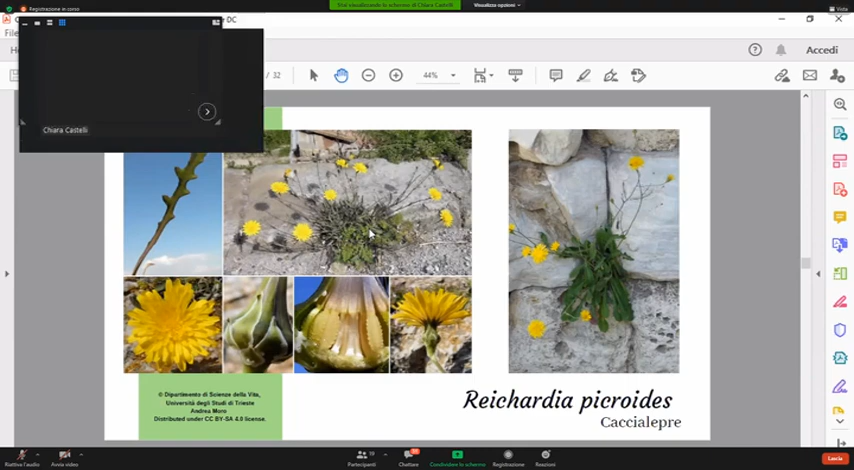 Registrazione in corso
Stai visualizzando lo schermo di Chiara Castelli
Visualizza opzioni
Vista
DC
File
Accedi
/ 32
44%
Chiara Castelli
© Dipartimento di Scienze della Vita,
Università degli Studi di Trieste
Andrea Moro
Distributed under CC BY-SA 4.0 license.
Reichardia picroides
Caccialepre
Riattiva l'audio
Avvia video
Partecipanti
Chattare
Condividere lo schermo
Registrazione
Reazioni
Lascia